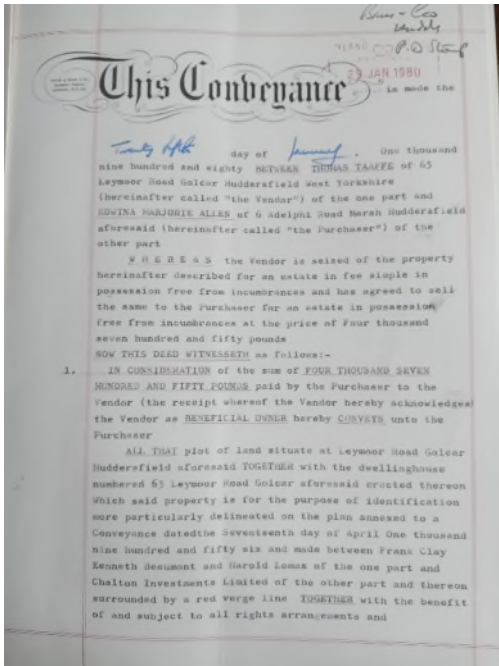 P.D Stamp
29 JAN 1980
This Conveyance is made the
Twenty fifth day of January. One thousand
nine hundred and eighty BETWEEN THOMAS TAAFFE of 65
Leymoor Road Golcar Huddersfield West Yorkshire
(hereinafter called "the Vendor") of the one part and
EDWINA MARJORIE ALLEN of 6 Adelphi Road Marsh Huddersfield
aforesaid (hereinafter called "the Purchaser") of the
other part
WHEREAS the Vendor is seized of the property
hereinafter described for an estate in fee simple in
possession free from incumbrances and has agreed to sell
the same to the Purchaser for an estate in possession
free from incumbrances at the price of Four thousand
seven hundred and fifty pounds
NOW THIS DEED WITNESSETH as follows:-
1. IN CONSIDERATION of the sum of FOUR THOUSAND SEVEN
HUNDRED AND FIFTY POUNDS paid by the Purchaser to the
Vendor (the receipt whereof the Vendor hereby acknowledges)
the Vendor as BENEFICIAL OWNER hereby CONVEYS unto the
Purchaser
ALL THAT plot of land situate at Leymoor Road Golcar
Huddersfield aforesaid TOGETHER with the dwellinghouse
numbered 65 Leymoor Road Golcar aforesaid erected thereon
Which said property is for the purpose of identification
more particularly delineated on the plan annexed to a
Conveyance datedthe Seventeenth day of April One thousand
nine hundred and fifty six and made between Frank Clay
Kenneth Beaumont and Harold Lomax of the one part and
Chalton Investments Limited of the other part and thereon
surrounded by a red verge line TOGETHER with the benefit
of and subject to all rights arrangements and